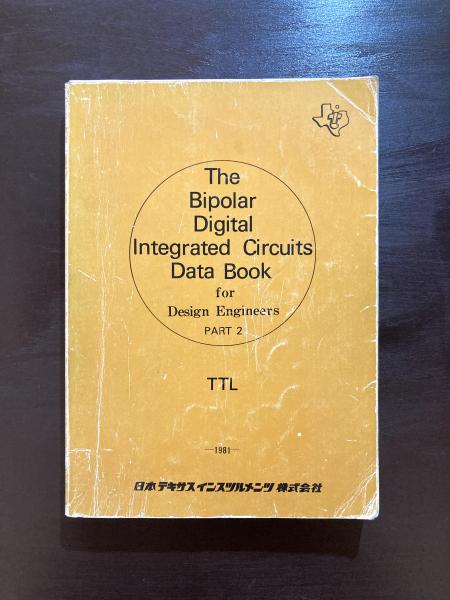 The
Bipolar
Digital
Integrated Circuits
Data Book
for
Design Engineers
PART 2
TTL
—1981—
日本テキサスインスツルメンツ株式会社